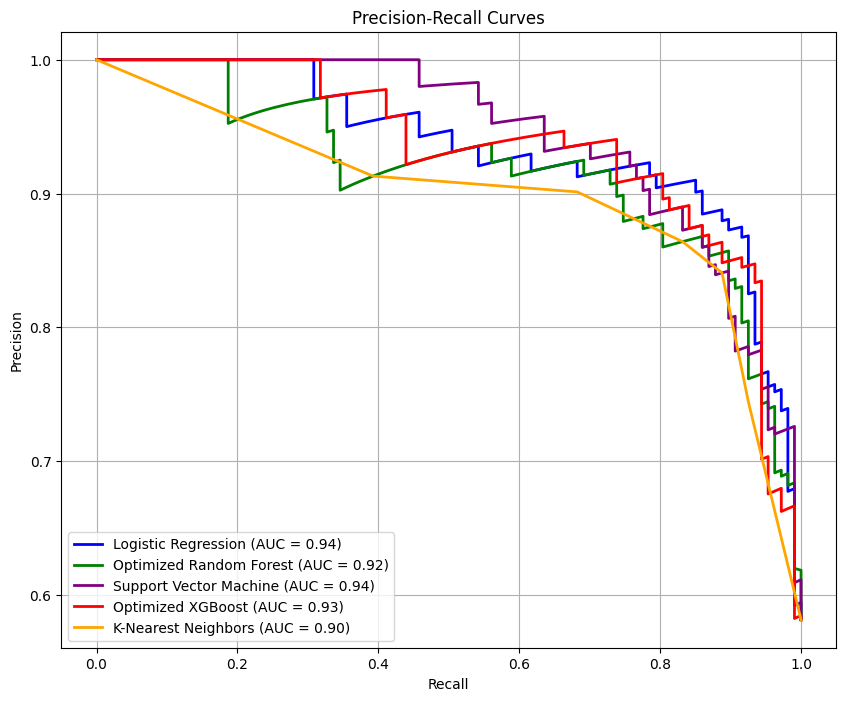 Precision-Recall Curves
1.0
0.9
0.8
0.7
0.6
Precision
Logistic Regression (AUC = 0.94)
Optimized Random Forest (AUC = 0.92)
Support Vector Machine (AUC = 0.94)
Optimized XGBoost (AUC = 0.93)
K-Nearest Neighbors (AUC = 0.90)
0.0 0.2 0.4 0.6 0.8 1.0
Recall